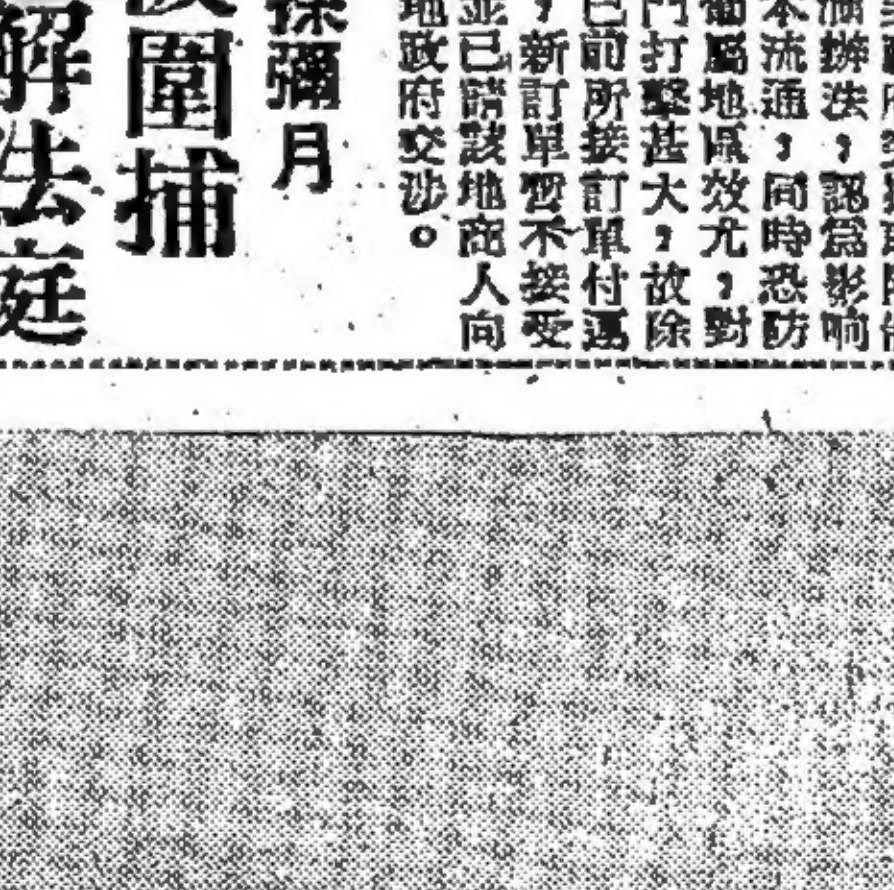 辦法，認爲影响
本流通，同時恐防
葡屬地區效尤，對
門打擊甚大，故除
已前所接訂單付運
，新訂單暫不接受
並已請該地商人向
地政府交涉。
孫彌月
圍捕
解法庭